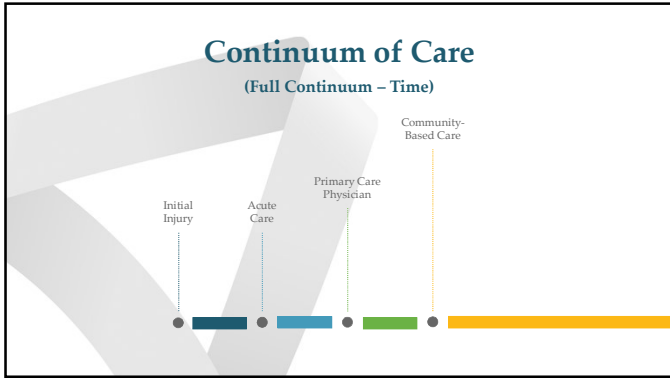 Continuum of Care
(Full Continuum – Time)
Community-
Based Care
Primary Care
Physician
Initial
Injury
Acute
Care